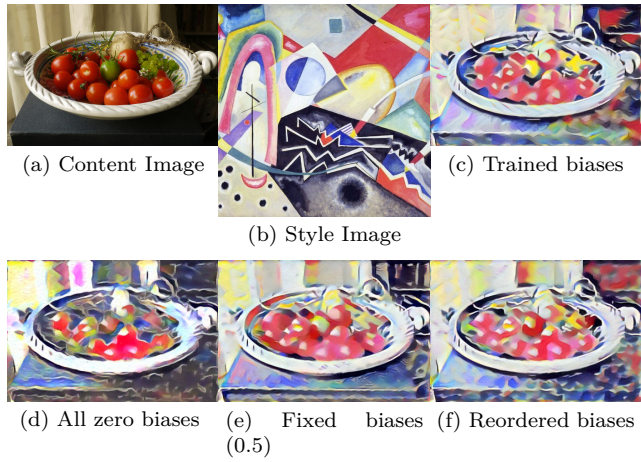 (a) Content Image
(c) Trained biases
(b) Style Image
(d) All zero biases
(e) Fixed biases
(0.5)
(f) Reordered biases